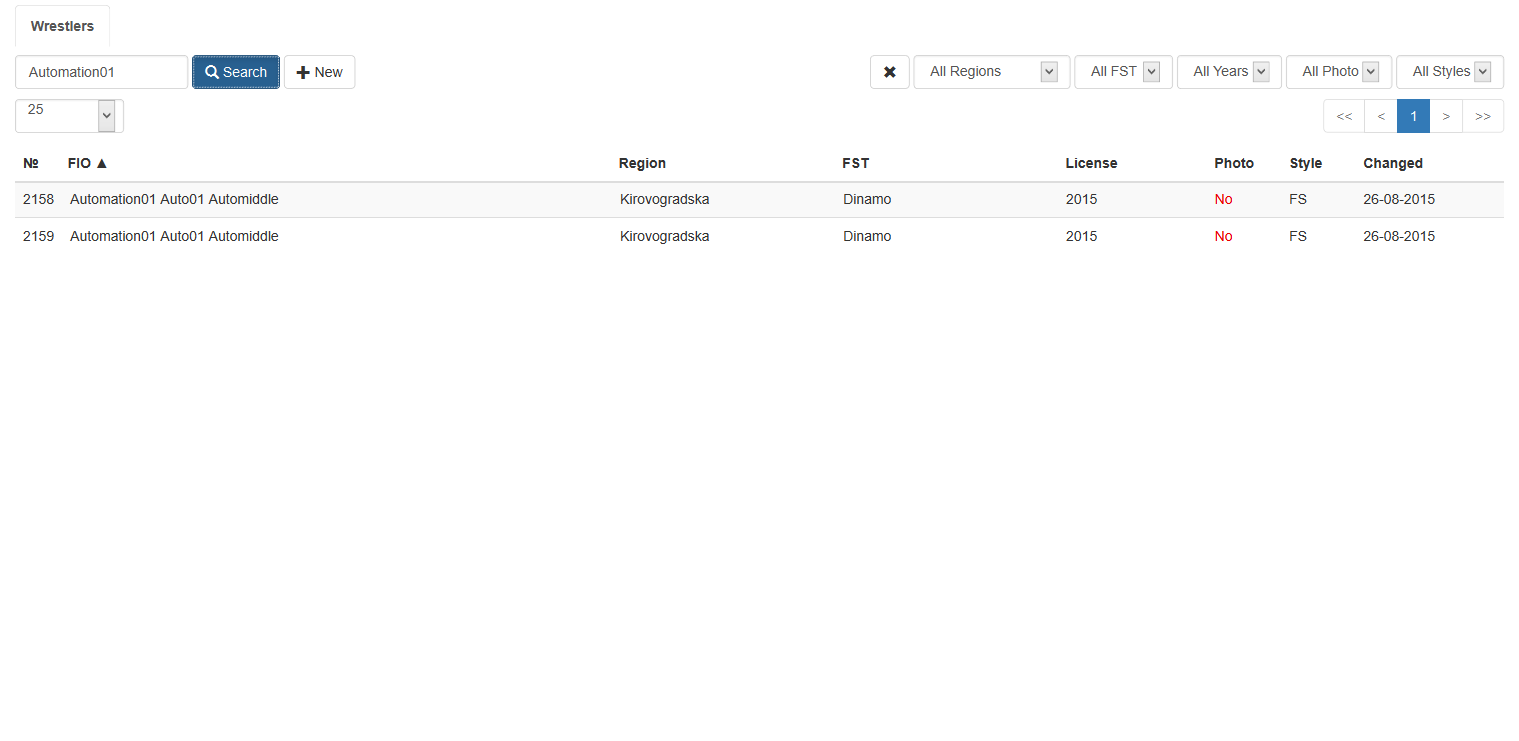 Wrestlers
Automation01 Search New All Regions All FST All Years All Photo All Styles
25 << < 1 > >>
№ FIO ▲ Region FST License Photo Style Changed
2158 Automation01 Auto01 Automiddle Kirovogradska Dinamo 2015 No FS 26-08-2015
2159 Automation01 Auto01 Automiddle Kirovogradska Dinamo 2015 No FS 26-08-2015